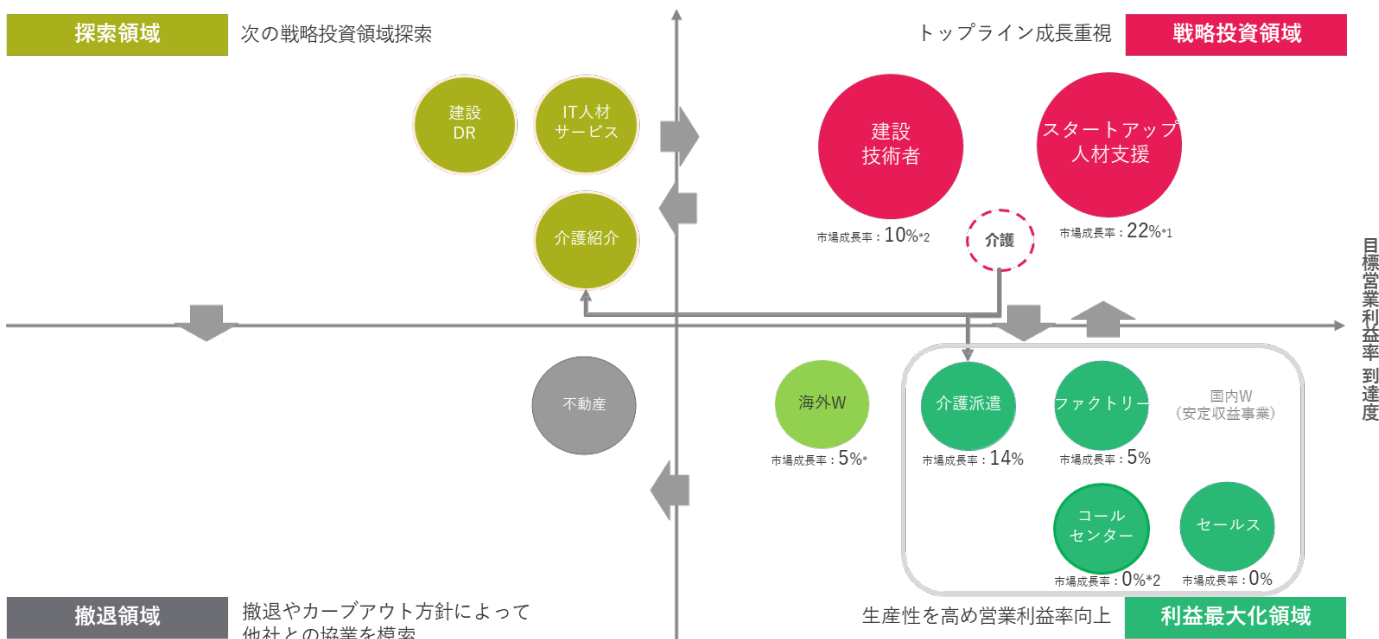 探索領域
次の戦略投資領域探索
トップライン成長重視
戦略投資領域
建設
DR
IT人材
サービス
建設
技術者
スタートアップ
人材支援
介護紹介
市場成長率：10%*2
介護
市場成長率：22%*1
目標営業利益率 到達度
不動産
海外W
市場成長率：5%*
介護派遣
市場成長率：14%
ファクトリー
市場成長率：5%
国内W
(安定収益事業)
コール
センター
市場成長率：0%*2
セールス
市場成長率：0%
撤退領域
撤退やカーブアウト方針によって
他社との協業を模索
生産性を高め営業利益率向上
利益最大化領域